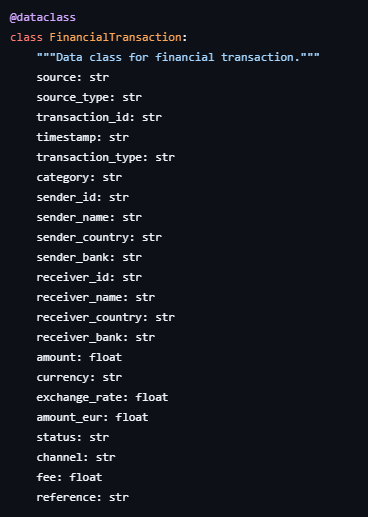 @dataclass
class FinancialTransaction:
    """Data class for financial transaction."""
    source: str
    source_type: str
    transaction_id: str
    timestamp: str
    transaction_type: str
    category: str
    sender_id: str
    sender_name: str
    sender_country: str
    sender_bank: str
    receiver_id: str
    receiver_name: str
    receiver_country: str
    receiver_bank: str
    amount: float
    currency: str
    exchange_rate: float
    amount_eur: float
    status: str
    channel: str
    fee: float
    reference: str